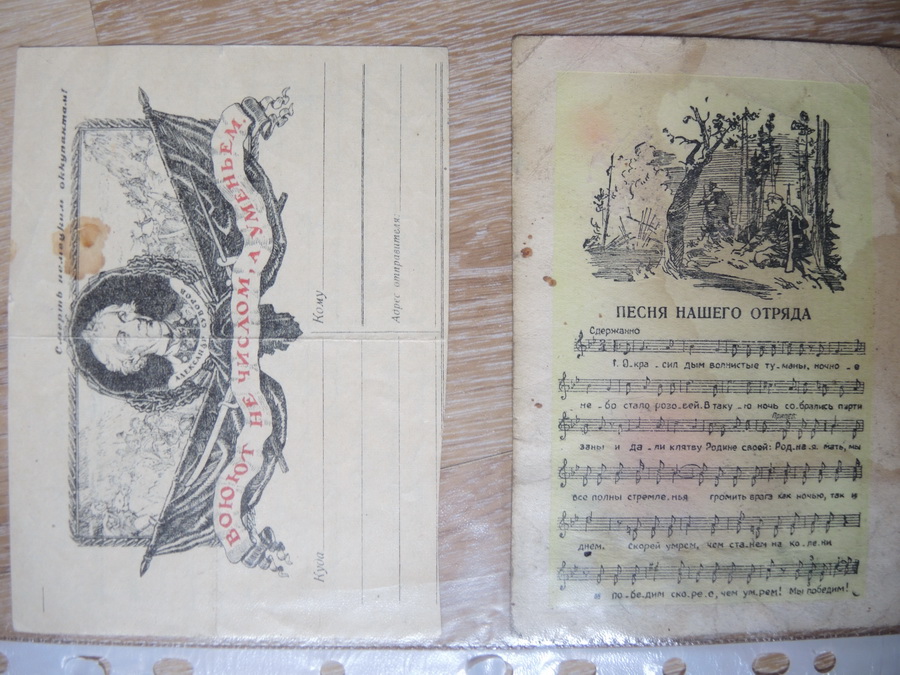 Смерть немецким оккупантам!
АЛЕКСАНДР СУВОРОВ
ВОЮЮТ НЕ ЧИСЛОМ, А УМЕНЬЕМ.
Куда
Кому
Адрес отправителя:
ПЕСНЯ НАШЕГО ОТРЯДА
Сдержанно
1. О.кра - сил дым волнистые ту-маны, ночно - е
не - бо стало розо-вей. В таку - ю ночь со-брались парти
Припев
заны и да - ли клятву Родине своей: Род.на-я мать, мы
все полны стремле-нья громить врага как ночью, так и
днем. Скорей умрем, чем ста-нем на ко-ле-ни
по-бе-дим ско-ре-е, чем ум-рем! Мы победим!